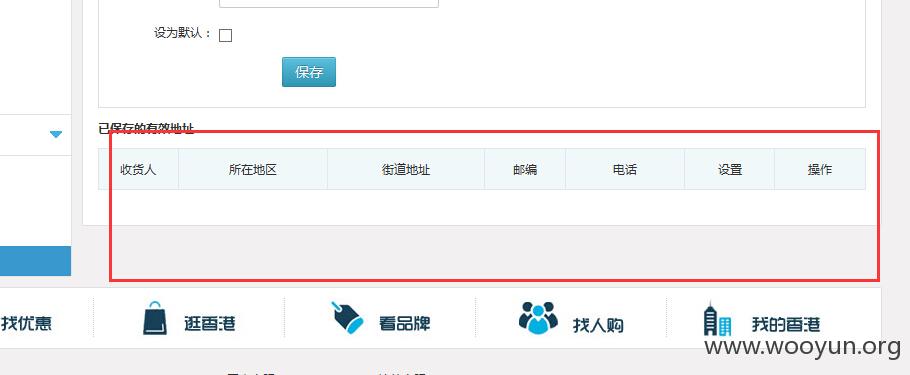 设为默认：
保存
已保存的有效地址
收货人 所在地区 街道地址 邮编 电话 设置 操作
找优惠 逛香港 看品牌 找人购 我的香港
www.wooyun.org